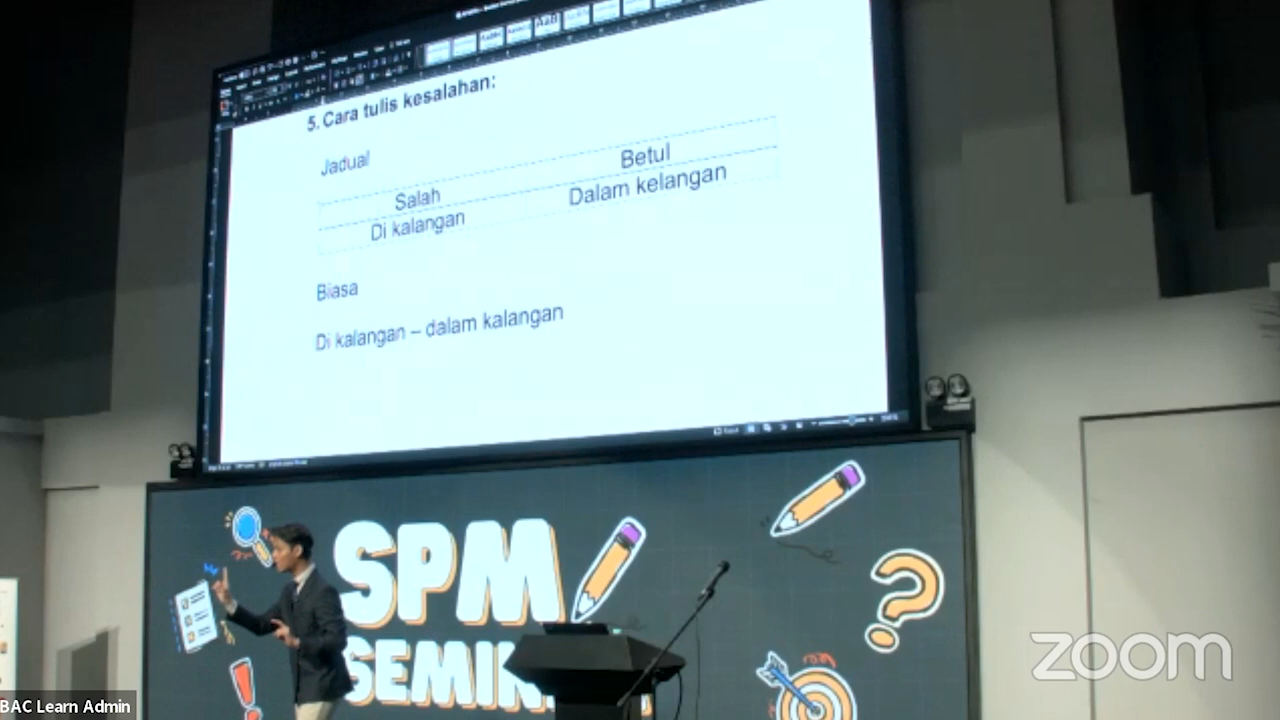 5. Cara tulis kesalahan:
Jadual
Salah
Betul
Di kalangan
Dalam kelangan
Biasa
Di kalangan – dalam kalangan
SPM
SEMIN
zoom
BAC Learn Admin